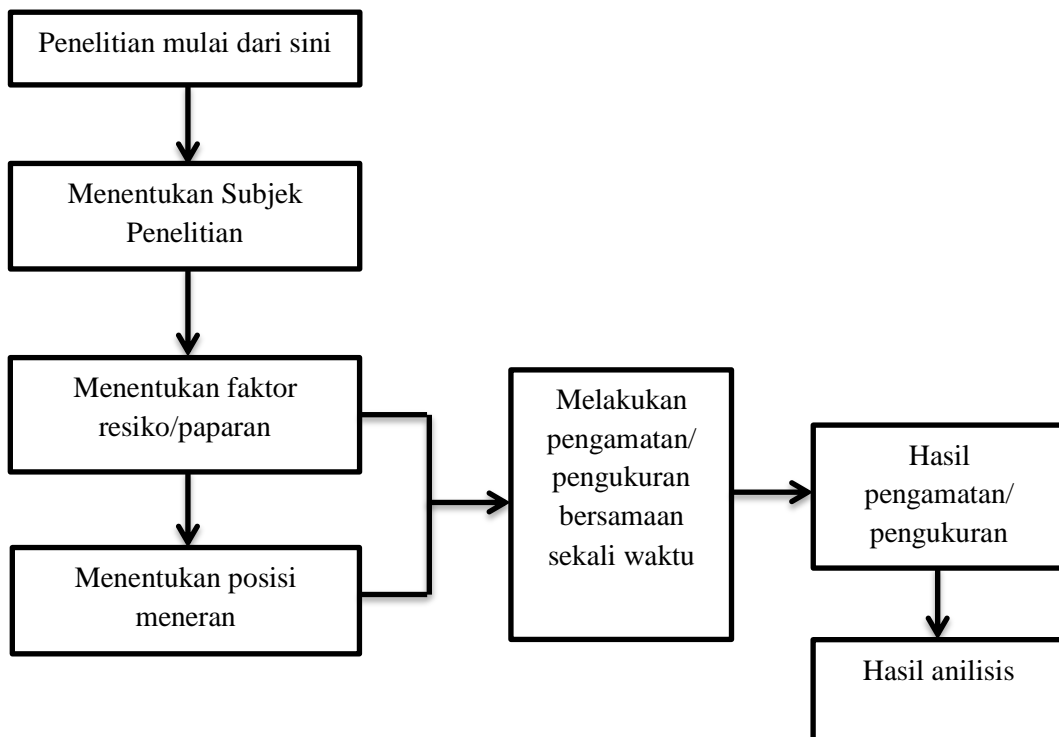 Penelitian mulai dari sini
Menentukan Subjek
Penelitian
Menentukan faktor
resiko/paparan
Menentukan posisi
meneran
Melakukan
pengamatan/
pengukuran
bersamaan
sekali waktu
Hasil
pengamatan/
pengukuran
Hasil anilisis